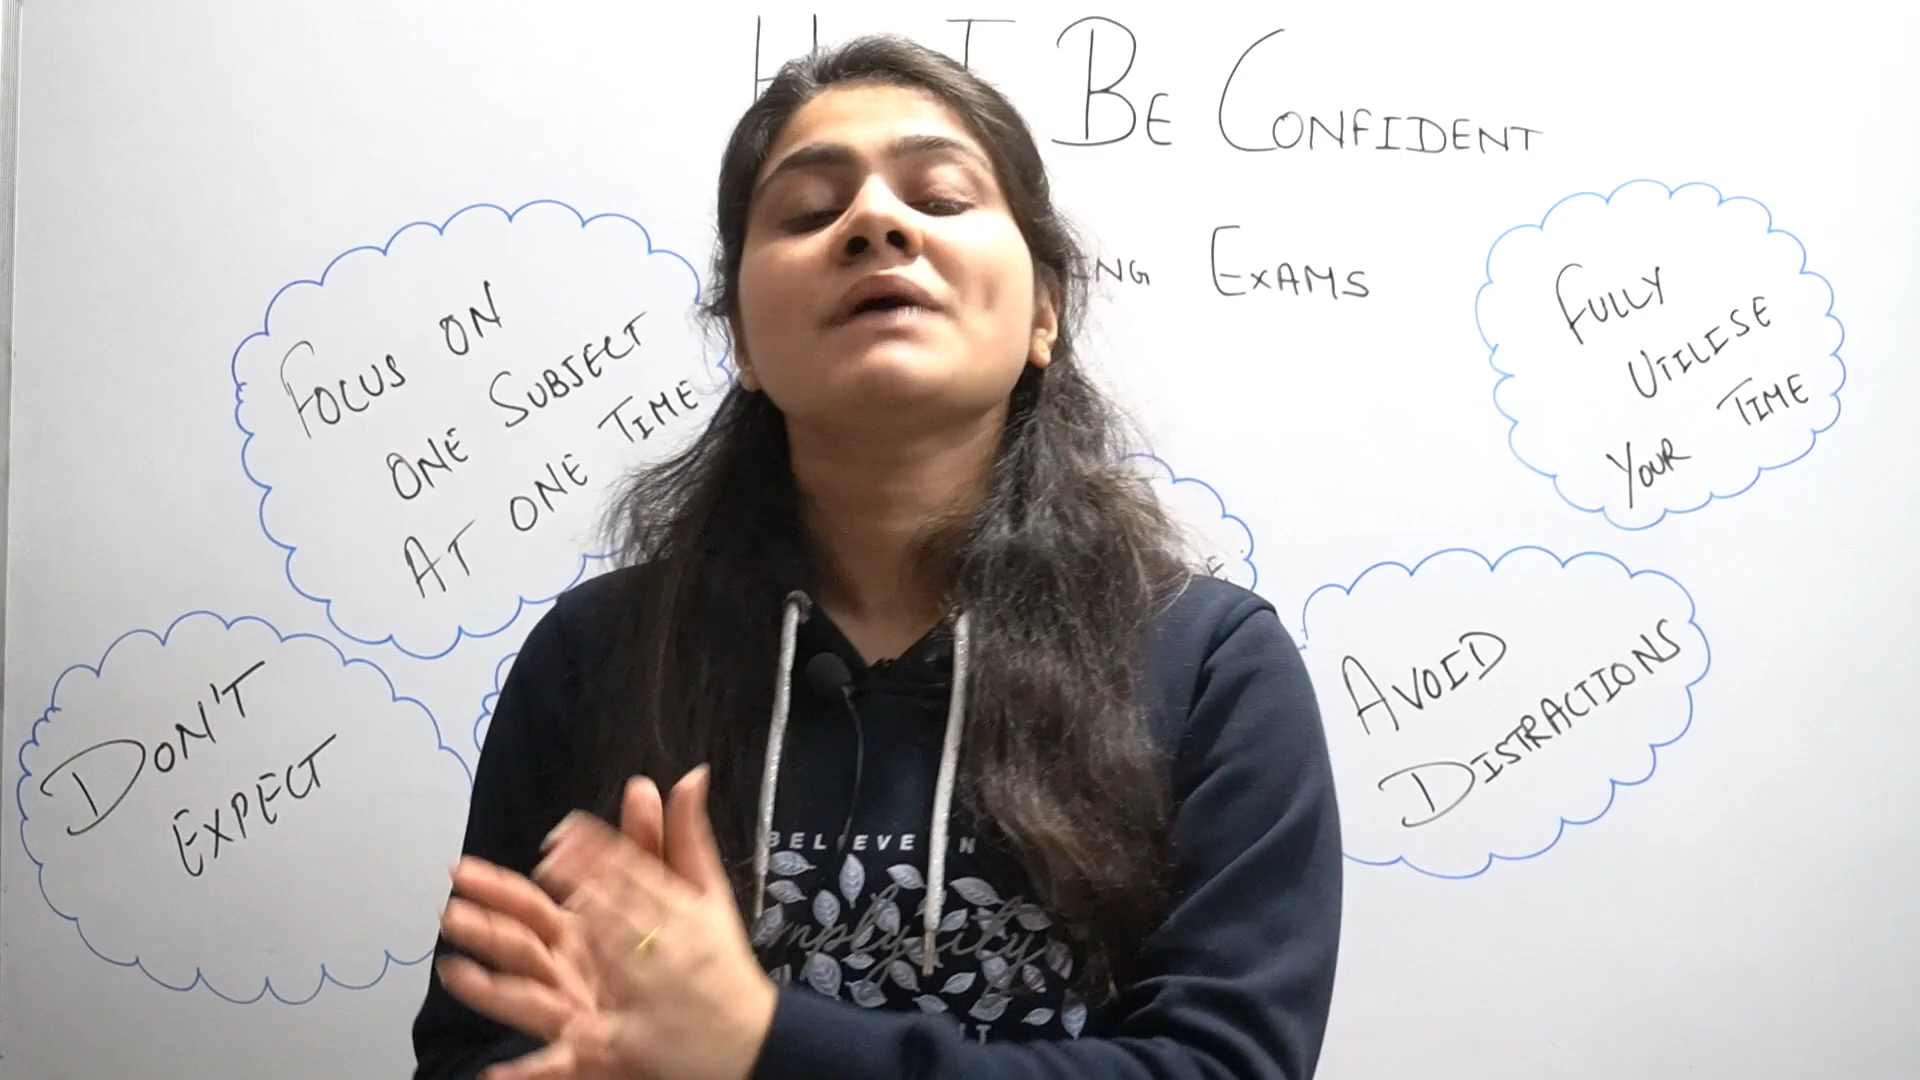 BE CONFIDENT
EXAMS
FOCUS ON
ONE SUBJECT
AT ONE TIME
FULLY
UTILISE
YOUR TIME
DON'T
EXPECT
AVOID
DISTRACTIONS
BELIEVE IN